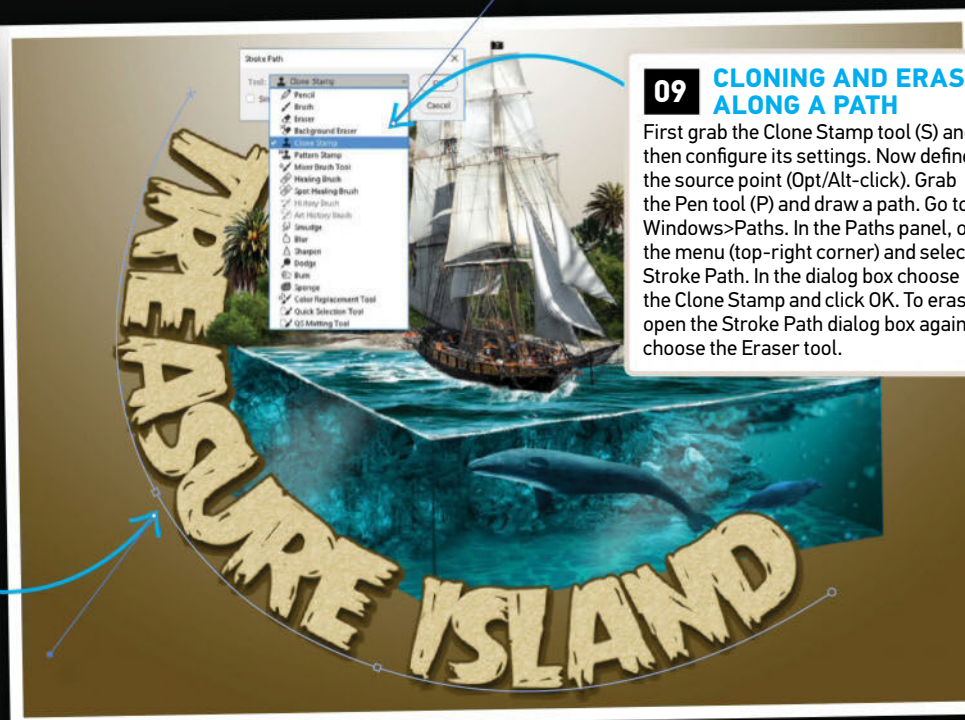 Stroke Path
Tool: Clone Stamp
Pencil
Brush
Eraser
Background Eraser
Clone Stamp
Pattern Stamp
Mixer Brush Tool
Healing Brush
Spot Healing Brush
History Brush
Art History Brush
Smudge
Blur
Sharpen
Dodge
Burn
Sponge
Color Replacement Tool
Quick Selection Tool
QS Matting Tool
Cancel
TREASURE ISLAND
09 CLONING AND ERAS
ALONG A PATH
First grab the Clone Stamp tool (S) and
then configure its settings. Now define
the source point (Opt/Alt-click). Grab
the Pen tool (P) and draw a path. Go to
Windows>Paths. In the Paths panel, o
the menu (top-right corner) and selec
Stroke Path. In the dialog box choose
the Clone Stamp and click OK. To eras
open the Stroke Path dialog box again
choose the Eraser tool.